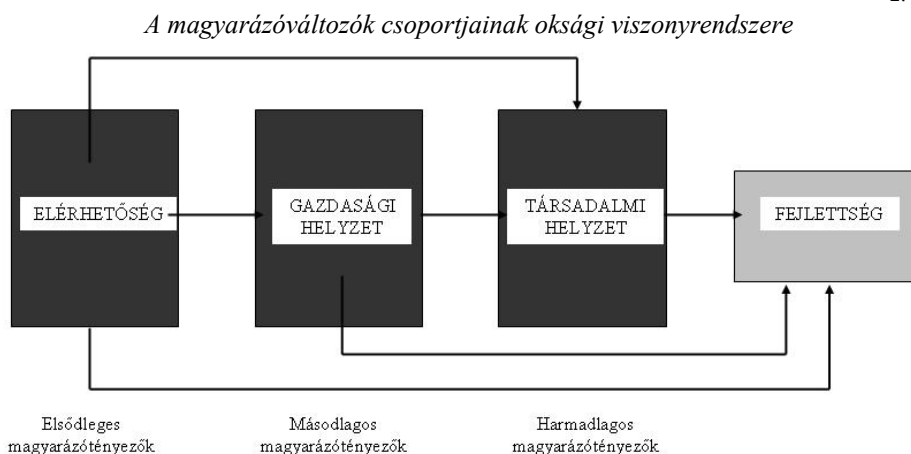 A magyarázóváltozók csoportjainak oksági viszonyrendszere
ELÉRHETŐSÉG
GAZDASÁGI
HELYZET
TÁRSADALMI
HELYZET
FEJLETTSÉG
Elsődleges
magyarázótényezők
Másodlagos
magyarázótényezők
Harmadlagos
magyarázótényezők